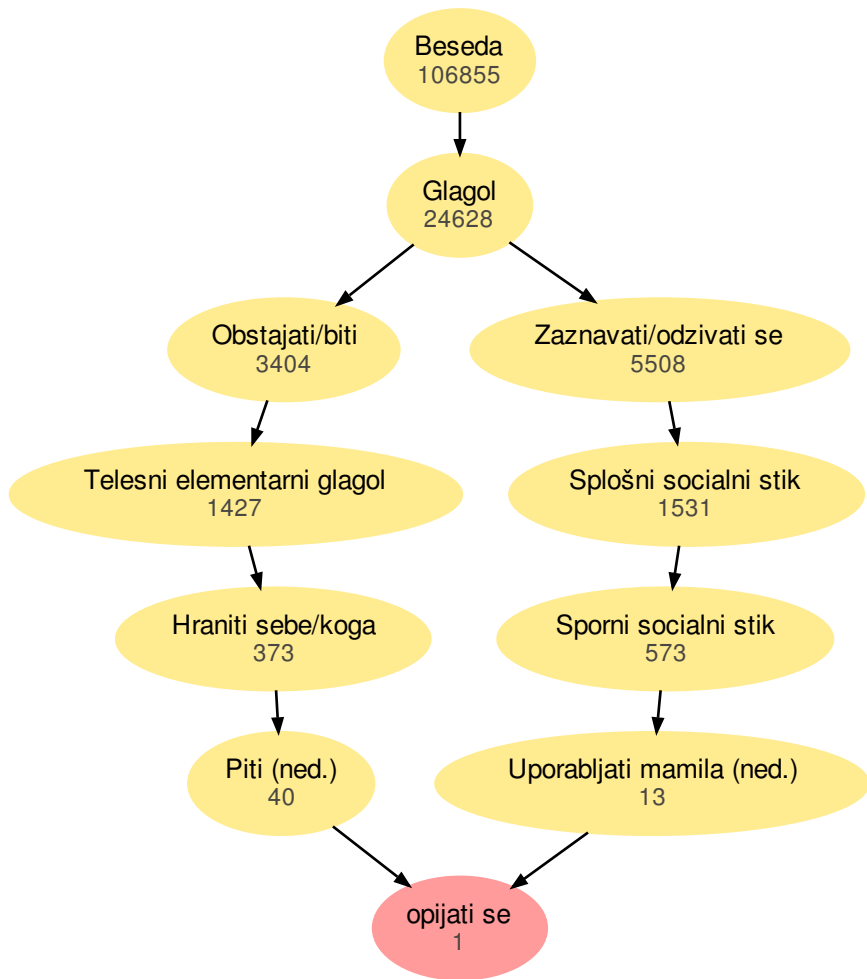 Beseda
106855
Glagol
24628
Obstajati/biti
3404
Zaznavati/odzivati se
5508
Telesni elementarni glagol
1427
Splošni socialni stik
1531
Hraniti sebe/koga
373
Sporni socialni stik
573
Piti (ned.)
40
Uporabljati mamila (ned.)
13
opijati se
1